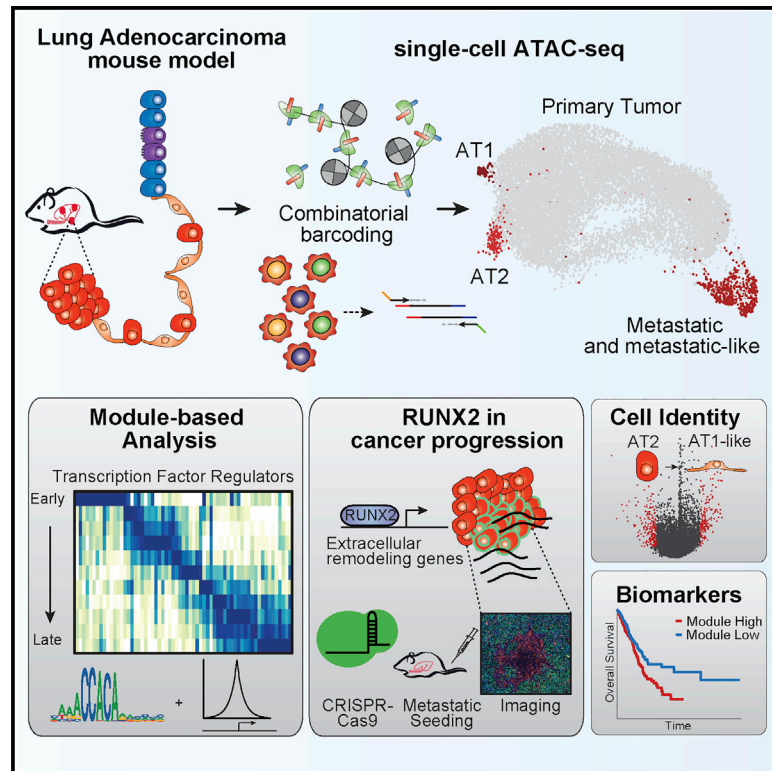 Lung Adenocarcinoma
mouse model
single-cell ATAC-seq
Primary Tumor
AT1
AT2
Combinatorial
barcoding
Metastatic
and metastatic-like
Module-based
Analysis
Transcription Factor Regulators
Early
Late
AAACCACA
+
RUNX2 in
cancer progression
RUNX2
Extracellular
remodeling genes
CRISPR-
Cas9
Metastatic
Seeding
Imaging
Cell Identity
AT2
AT1-like
Biomarkers
Module High
Module Low
Overall Survival
Time